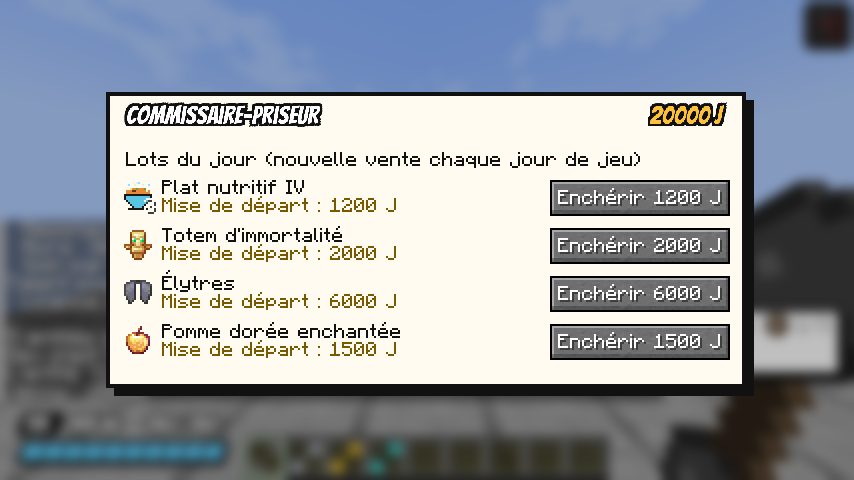 COMMISSAIRE-PRISEUR
20000 J
Lots du jour (nouvelle vente chaque jour de jeu)
Plat nutritif IV
Mise de départ : 1200 J
Enchérir 1200 J
Totem d'immortalité
Mise de départ : 2000 J
Enchérir 2000 J
Élytres
Mise de départ : 6000 J
Enchérir 6000 J
Pomme dorée enchantée
Mise de départ : 1500 J
Enchérir 1500 J